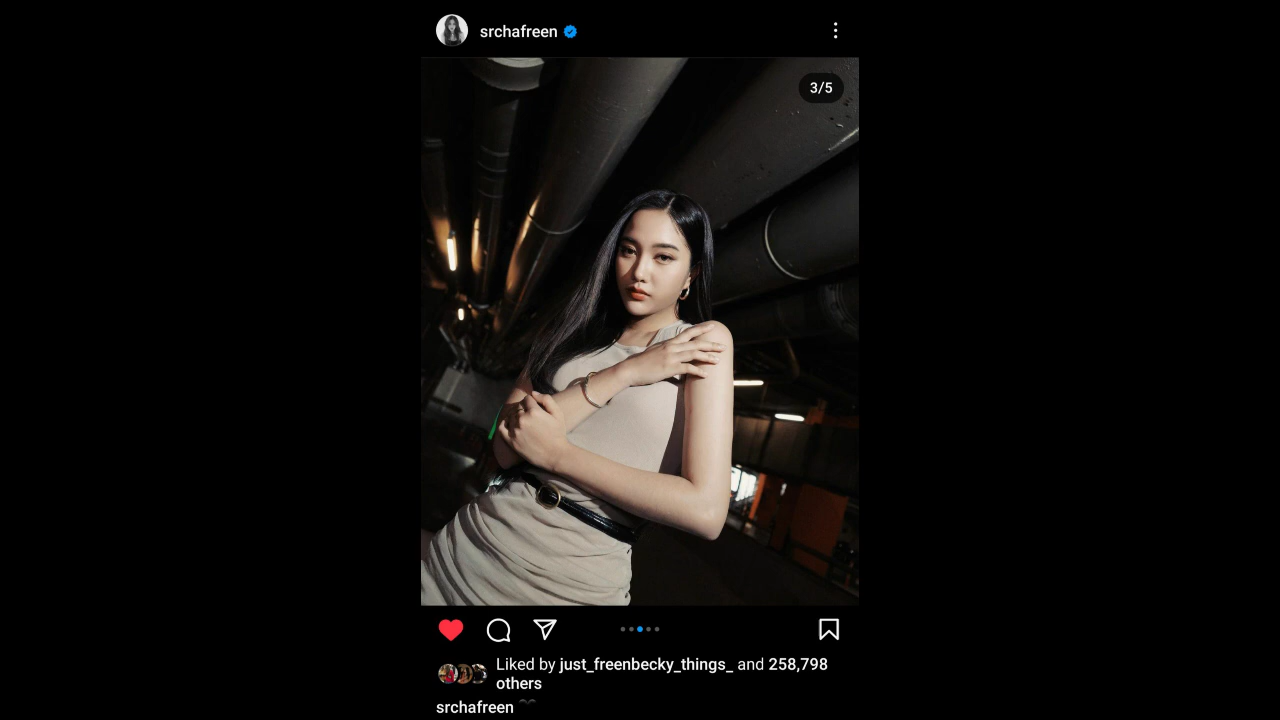 srchafreen
3/5
Liked by just_freenbecky_things_ and 258,798
others
srchafreen